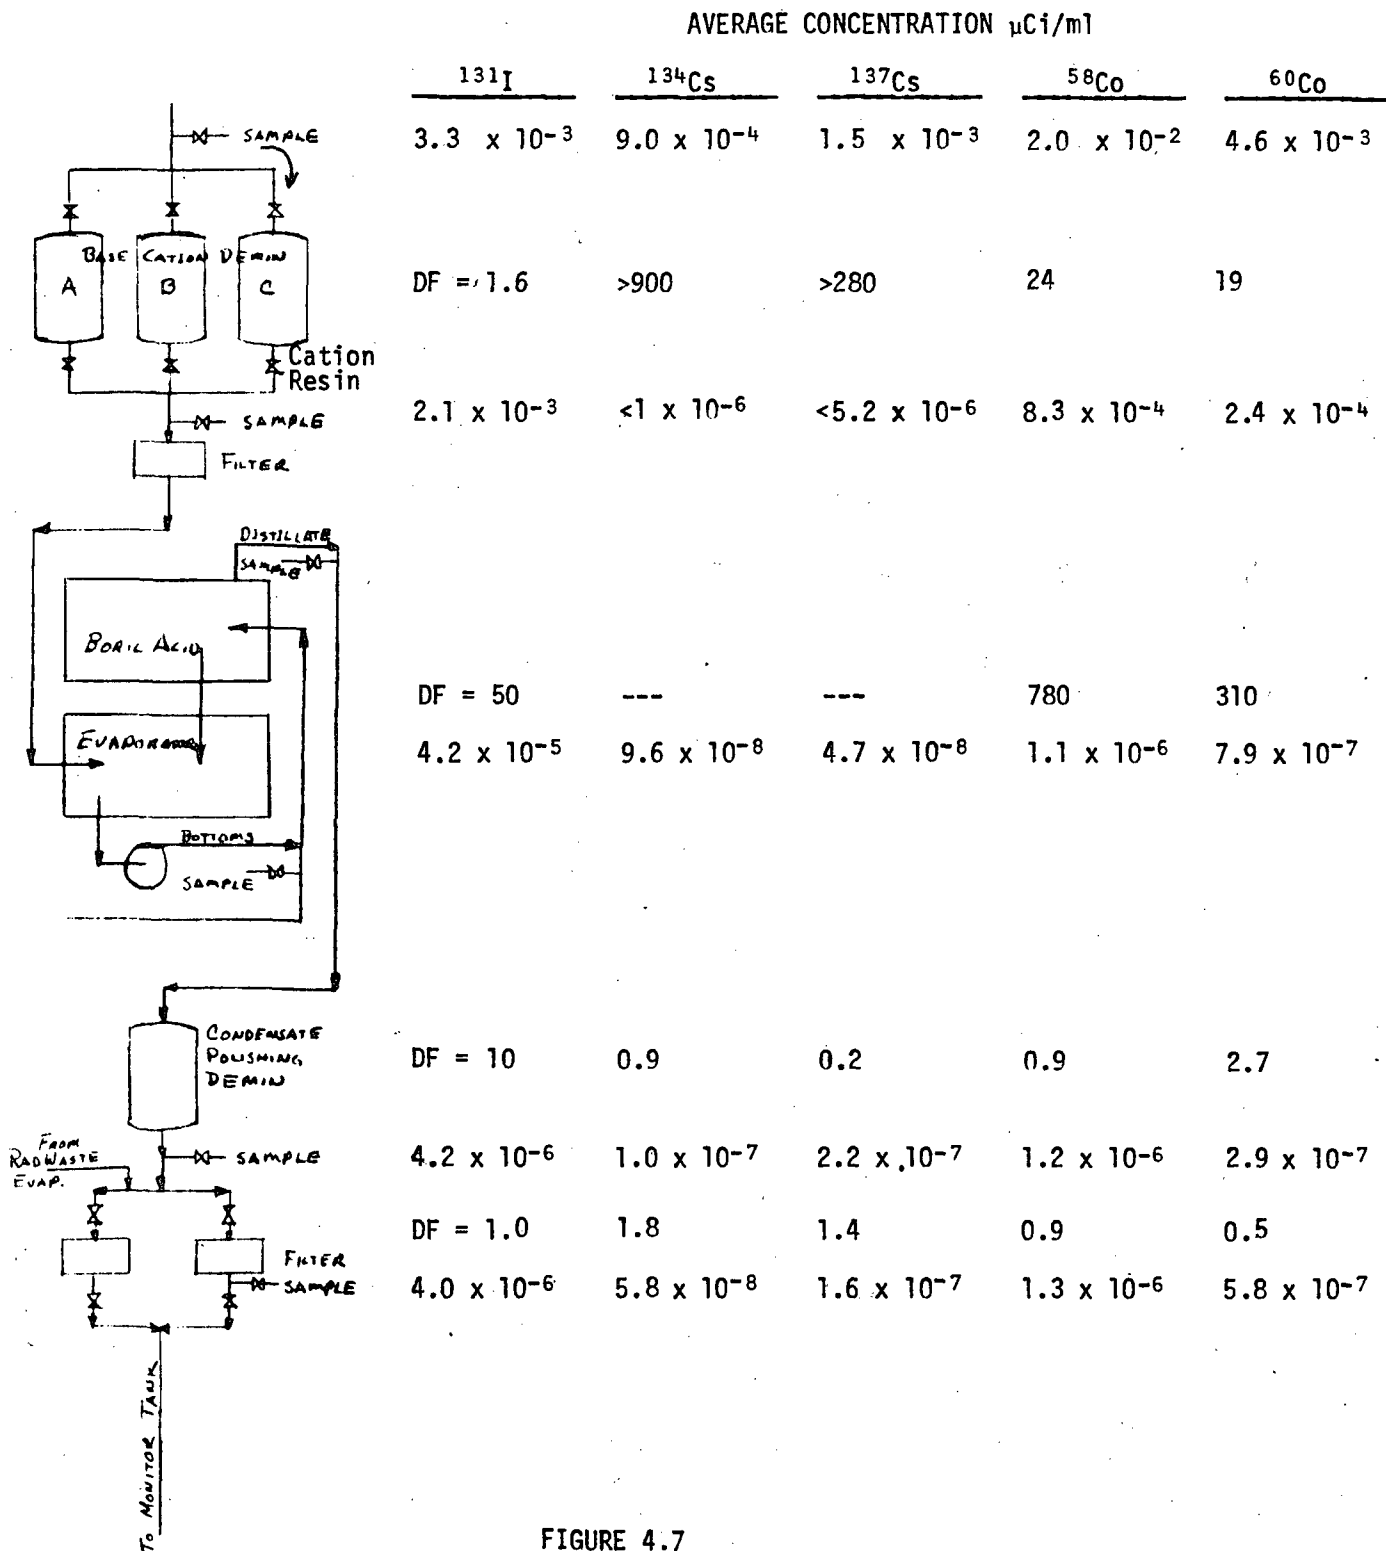 AVERAGE CONCENTRATION μCi/ml
¹³¹I ¹³⁴Cs ¹³⁷Cs ⁵⁸Co ⁶⁰Co
SAMPLE
3.3 x 10⁻³ 9.0 x 10⁻⁴ 1.5 x 10⁻³ 2.0 x 10⁻² 4.6 x 10⁻³
BASE CATION DEMIN
A B C
DF = 1.6 >900 >280 24 19
Cation
Resin
SAMPLE
2.1 x 10⁻³ <1 x 10⁻⁶ <5.2 x 10⁻⁶ 8.3 x 10⁻⁴ 2.4 x 10⁻⁴
FILTER
DISTILLATE
SAMPLE
BORIC ACID
DF = 50 --- --- 780 310
EVAPORATOR
4.2 x 10⁻⁵ 9.6 x 10⁻⁸ 4.7 x 10⁻⁸ 1.1 x 10⁻⁶ 7.9 x 10⁻⁷
BOTTOMS
SAMPLE
CONDENSATE
POLISHING
DEMIN
DF = 10 0.9 0.2 0.9 2.7
FROM
RADWASTE
EVAP.
SAMPLE
4.2 x 10⁻⁶ 1.0 x 10⁻⁷ 2.2 x 10⁻⁷ 1.2 x 10⁻⁶ 2.9 x 10⁻⁷
DF = 1.0 1.8 1.4 0.9 0.5
FILTER
SAMPLE
4.0 x 10⁻⁶ 5.8 x 10⁻⁸ 1.6 x 10⁻⁷ 1.3 x 10⁻⁶ 5.8 x 10⁻⁷
TO MONITOR TANK
FIGURE 4.7